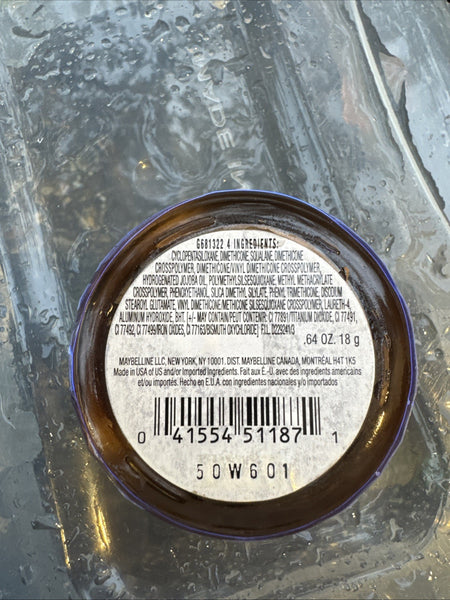 G681322 4 INGREDIENTS:
CYCLOPENTASILOXANE, DIMETHICONE, SQUALANE, DIMETHICONE
CROSSPOLYMER, DIMETHICONE/VINYL DIMETHICONE CROSSPOLYMER,
HYDROGENATED JOJOBA OIL, POLYMETHYLSILSESQUIOXANE, METHYL METHACRYLATE
CROSSPOLYMER, PHENOXYETHANOL, SILICA DIMETHYL SILYLATE, PHENYL TRIMETHICONE, DISODIUM
STEAROYL GLUTAMATE, VINYL DIMETHICONE/METHICONE SILSESQUIOXANE CROSSPOLYMER, LAURETH-4,
ALUMINUM HYDROXIDE, BHT. [+/- MAY CONTAIN/PEUT CONTENIR: CI 77891/TITANIUM DIOXIDE, CI 77491,
CI 77492, CI 77499/IRON OXIDES, CI 77163/BISMUTH OXYCHLORIDE] F.I.L. D229241/3
.64 OZ. 18 g
MAYBELLINE LLC, NEW YORK, NY 10001. DIST. MAYBELLINE CANADA, MONTRÉAL H4T 1K5
Made in USA of US and/or Imported Ingredients. Fait aux É.-U. avec des ingredients americains
et/ou importés. Hecho en E.U.A. con ingredientes nacionales y/o importados
0 41554 51187 1
50W601